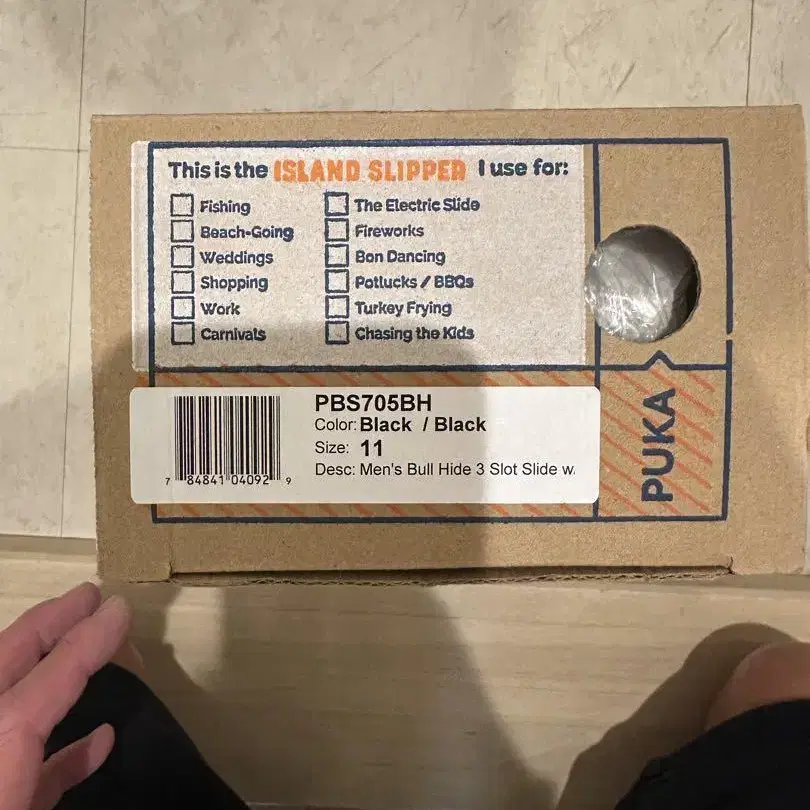 This is the ISLAND SLIPPER I use for:
Fishing
Beach-Going
Weddings
Shopping
Work
Carnivals
The Electric Slide
Fireworks
Bon Dancing
Potlucks / BBQs
Turkey Frying
Chasing the Kids
PBS705BH
Color: Black / Black
Size: 11
Desc: Men's Bull Hide 3 Slot Slide w
7 84841 04092 9
PUKA